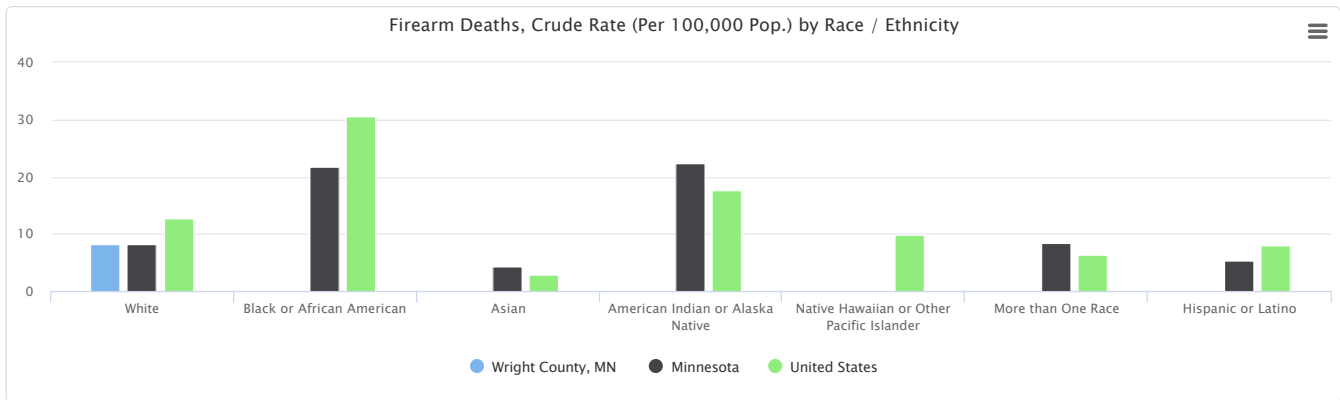 Firearm Deaths, Crude Rate (Per 100,000 Pop.) by Race / Ethnicity
40
30
20
10
0
White
Black or African American
Asian
American Indian or Alaska
Native
Native Hawaiian or Other
Pacific Islander
More than One Race
Hispanic or Latino
Wright County, MN
Minnesota
United States